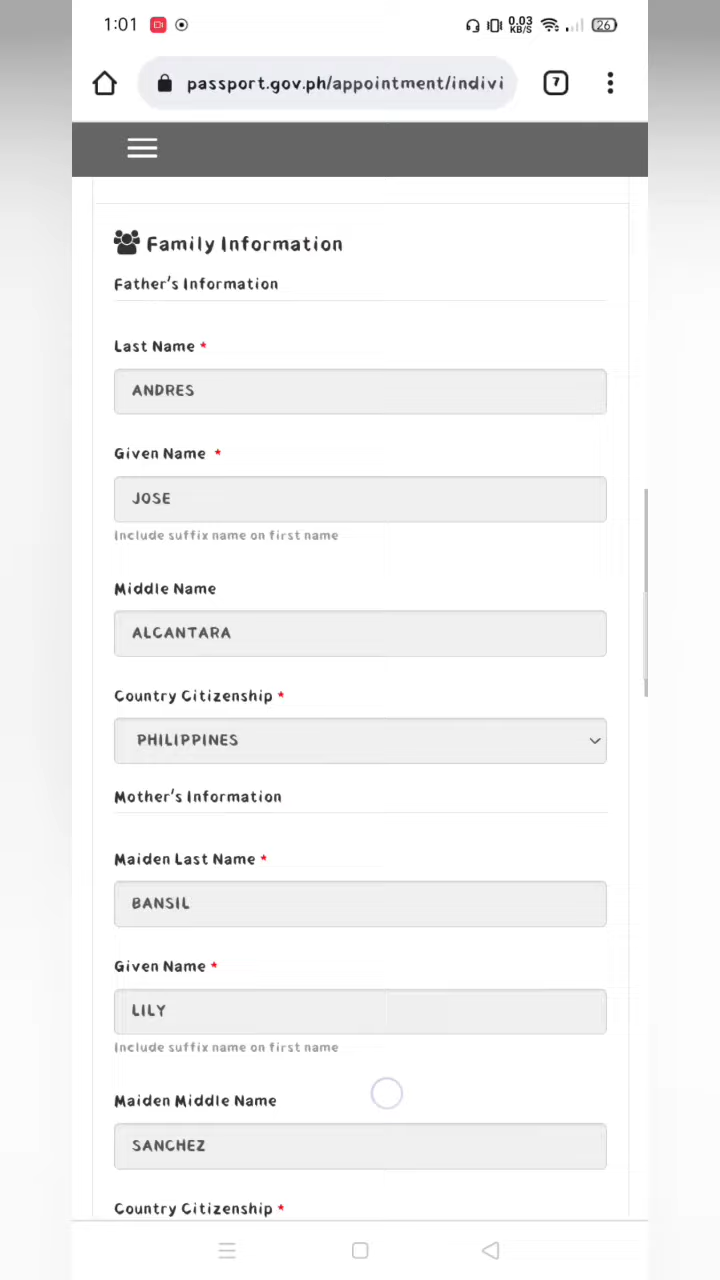 1:01
0.03
KB/S
26
passport.gov.ph/appointment/indivi
7
Family Information
Father's Information
Last Name *
ANDRES
Given Name *
JOSE
Include suffix name on first name
Middle Name
ALCANTARA
Country Citizenship *
PHILIPPINES
Mother's Information
Maiden Last Name *
BANSIL
Given Name *
LILY
Include suffix name on first name
Maiden Middle Name
SANCHEZ
Country Citizenship *